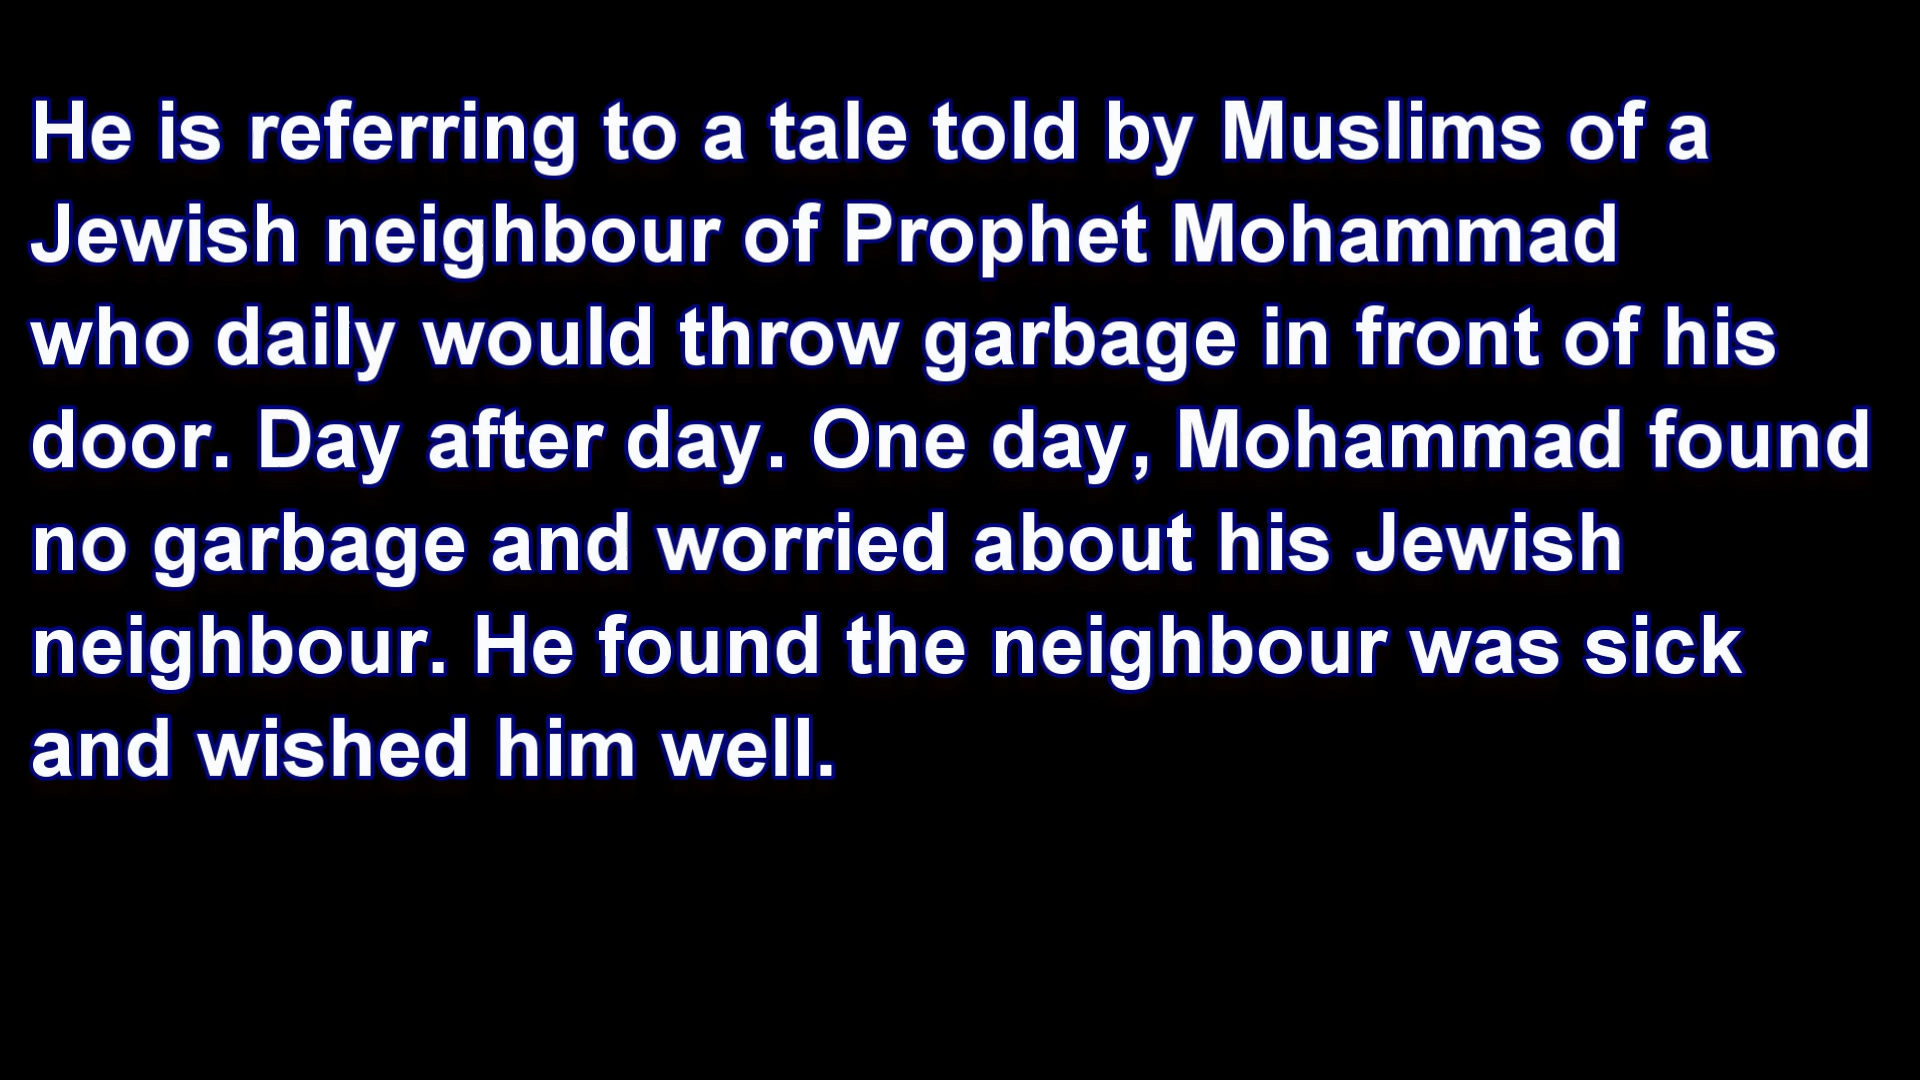 He is referring to a tale told by Muslims of a
Jewish neighbour of Prophet Mohammad
who daily would throw garbage in front of his
door. Day after day. One day, Mohammad found
no garbage and worried about his Jewish
neighbour. He found the neighbour was sick
and wished him well.